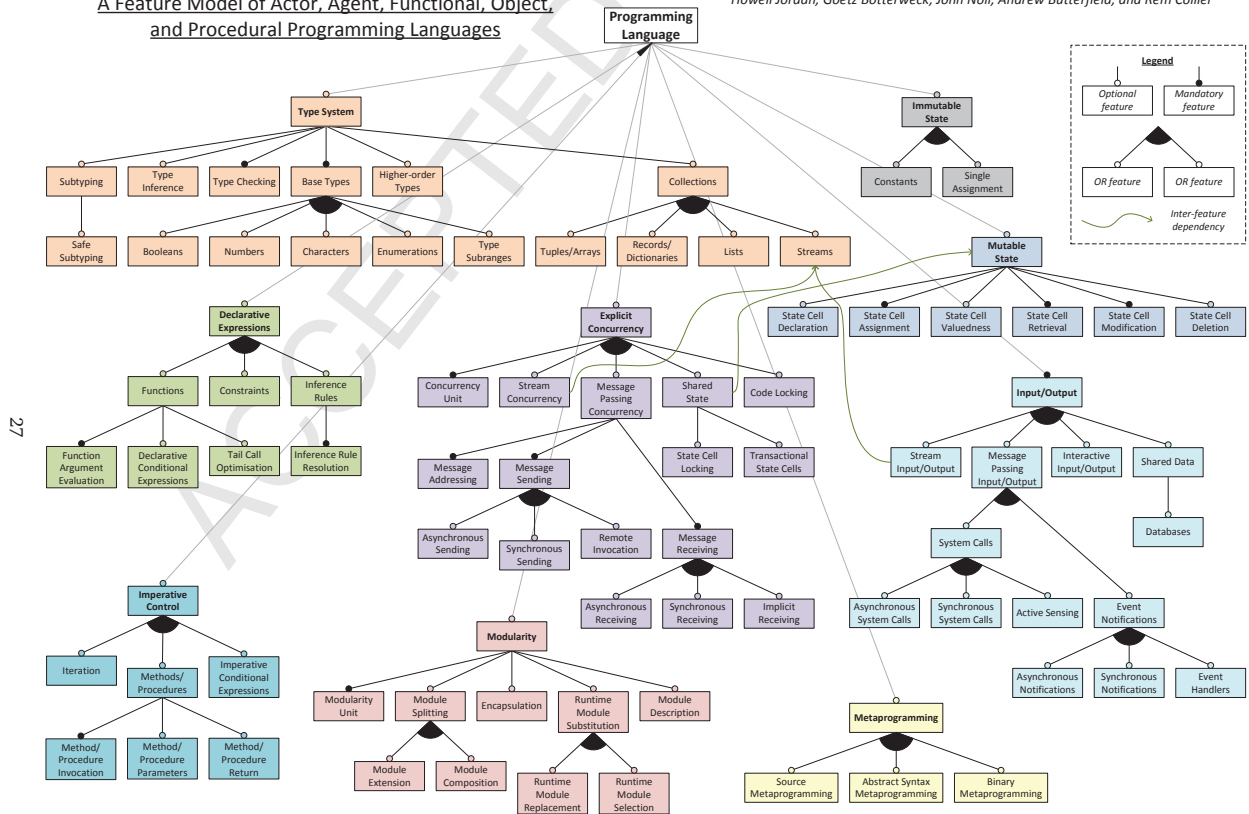 A Feature Model of Actor, Agent, Functional, Object,
and Procedural Programming Languages
Howell Jordan, Goetz Botterweck, John Noll, Andrew Butterfield, and Rem Collier
ACCEPTED
27
Programming
Language
Legend
Optional
feature
Mandatory
feature
OR feature
OR feature
Inter-feature
dependency
Type System
Immutable
State
Subtyping
Type
Inference
Type Checking
Base Types
Higher-order
Types
Collections
Constants
Single
Assignment
Safe
Subtyping
Booleans
Numbers
Characters
Enumerations
Type
Subranges
Tuples/Arrays
Records/
Dictionaries
Lists
Streams
Mutable
State
State Cell
Declaration
State Cell
Assignment
State Cell
Valuedness
State Cell
Retrieval
State Cell
Modification
State Cell
Deletion
Declarative
Expressions
Functions
Constraints
Inference
Rules
Function
Argument
Evaluation
Declarative
Conditional
Expressions
Tail Call
Optimisation
Inference Rule
Resolution
Explicit
Concurrency
Concurrency
Unit
Stream
Concurrency
Message
Passing
Concurrency
Shared
State
Code Locking
Message
Addressing
Message
Sending
State Cell
Locking
Transactional
State Cells
Asynchronous
Sending
Synchronous
Sending
Remote
Invocation
Message
Receiving
Asynchronous
Receiving
Synchronous
Receiving
Implicit
Receiving
Input/Output
Stream
Input/Output
Message
Passing
Input/Output
Interactive
Input/Output
Shared Data
System Calls
Databases
Asynchronous
System Calls
Synchronous
System Calls
Active Sensing
Event
Notifications
Asynchronous
Notifications
Synchronous
Notifications
Event
Handlers
Imperative
Control
Iteration
Methods/
Procedures
Imperative
Conditional
Expressions
Method/
Procedure
Invocation
Method/
Procedure
Parameters
Method/
Procedure
Return
Modularity
Modularity
Unit
Module
Splitting
Encapsulation
Runtime
Module
Substitution
Module
Description
Module
Extension
Module
Composition
Runtime
Module
Replacement
Runtime
Module
Selection
Metaprogramming
Source
Metaprogramming
Abstract Syntax
Metaprogramming
Binary
Metaprogramming